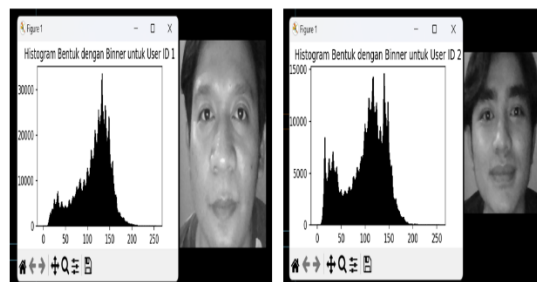 Figure 1
Histogram Bentuk dengan Binner untuk User ID 1
30000
20000
10000
0
0 50 100 150 200 250
Figure 1
Histogram Bentuk dengan Binner untuk User ID 2
15000
10000
5000
0
0 50 100 150 200 250